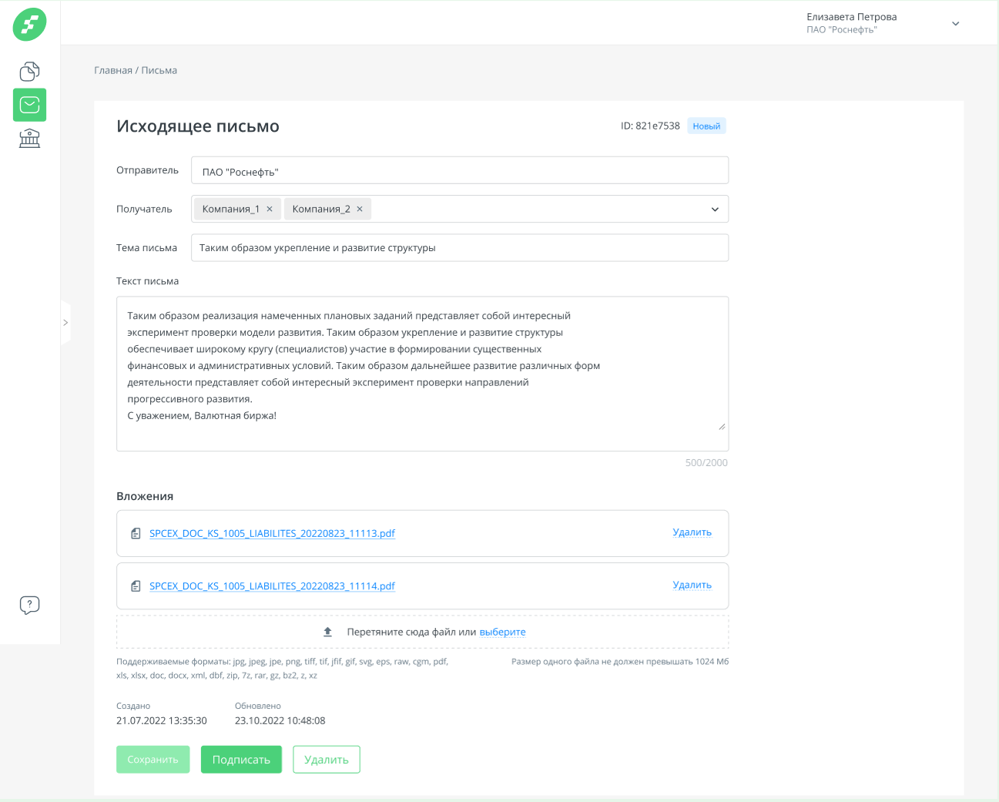 Елизавета Петрова
ПАО "Роснефть"
Главная / Письма
Исходящее письмо
ID: 821e7538 Новый
Отправитель ПАО "Роснефть"
Получатель Компания_1 × Компания_2 ×
Тема письма Таким образом укрепление и развитие структуры
Текст письма
Таким образом реализация намеченных плановых заданий представляет собой интересный
эксперимент проверки модели развития. Таким образом укрепление и развитие структуры
обеспечивает широкому кругу (специалистов) участие в формировании существенных
финансовых и административных условий. Таким образом дальнейшее развитие различных форм
деятельности представляет собой интересный эксперимент проверки направлений
прогрессивного развития.
С уважением, Валютная биржа!
500/2000
Вложения
SPCEX_DOC_KS_1005_LIABILITES_20220823_11113.pdf Удалить
SPCEX_DOC_KS_1005_LIABILITES_20220823_11114.pdf Удалить
Перетяните сюда файл или выберите
Поддерживаемые форматы: jpg, jpeg, jpe, png, tiff, tif, jfif, gif, svg, eps, raw, cgm, pdf,
xls, xlsx, doc, docx, xml, dbf, zip, 7z, rar, gz, bz2, z, xz
Размер одного файла не должен превышать 1024 Мб
Создано Обновлено
21.07.2022 13:35:30 23.10.2022 10:48:08
Сохранить Подписать Удалить
?